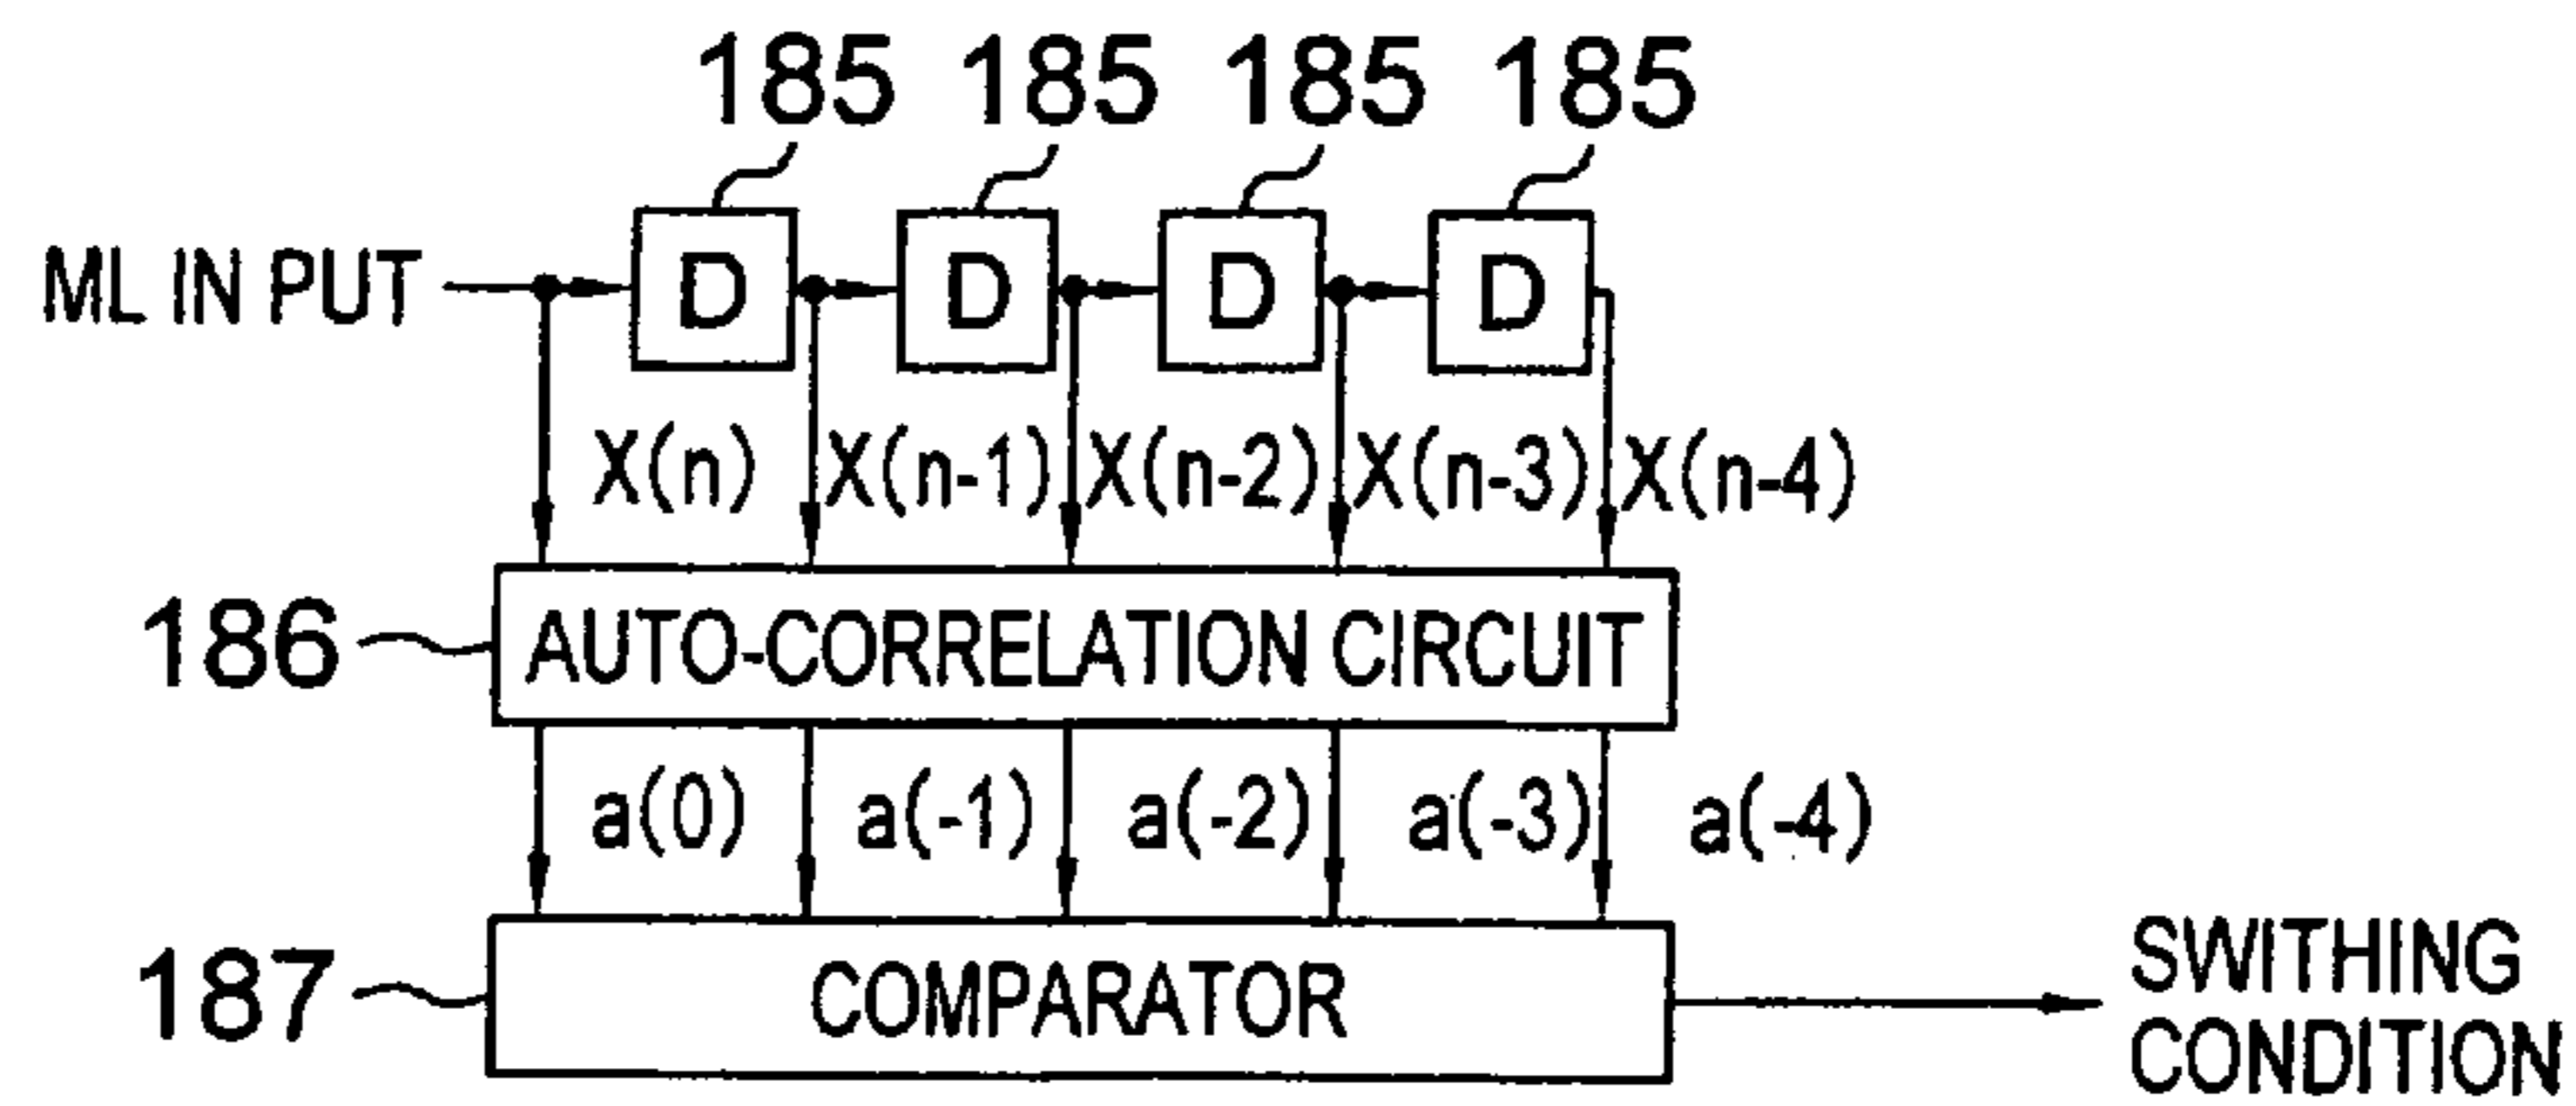 185 185 185 185
ML IN PUT D D D D
X(n) X(n-1) X(n-2) X(n-3) X(n-4)
186 AUTO-CORRELATION CIRCUIT
a(0) a(-1) a(-2) a(-3) a(-4)
187 COMPARATOR
SWITHING
CONDITION